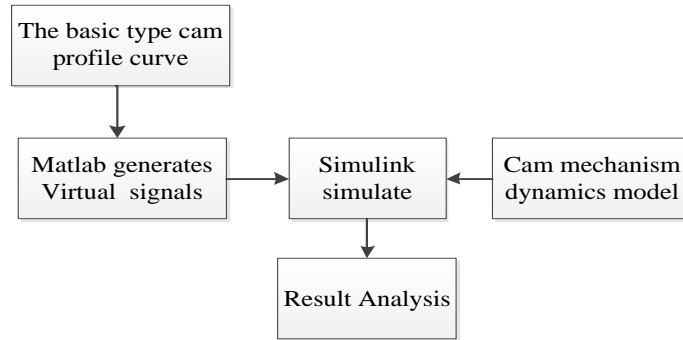 The basic type cam
profile curve
Matlab generates
Virtual signals
Simulink
simulate
Cam mechanism
dynamics model
Result Analysis